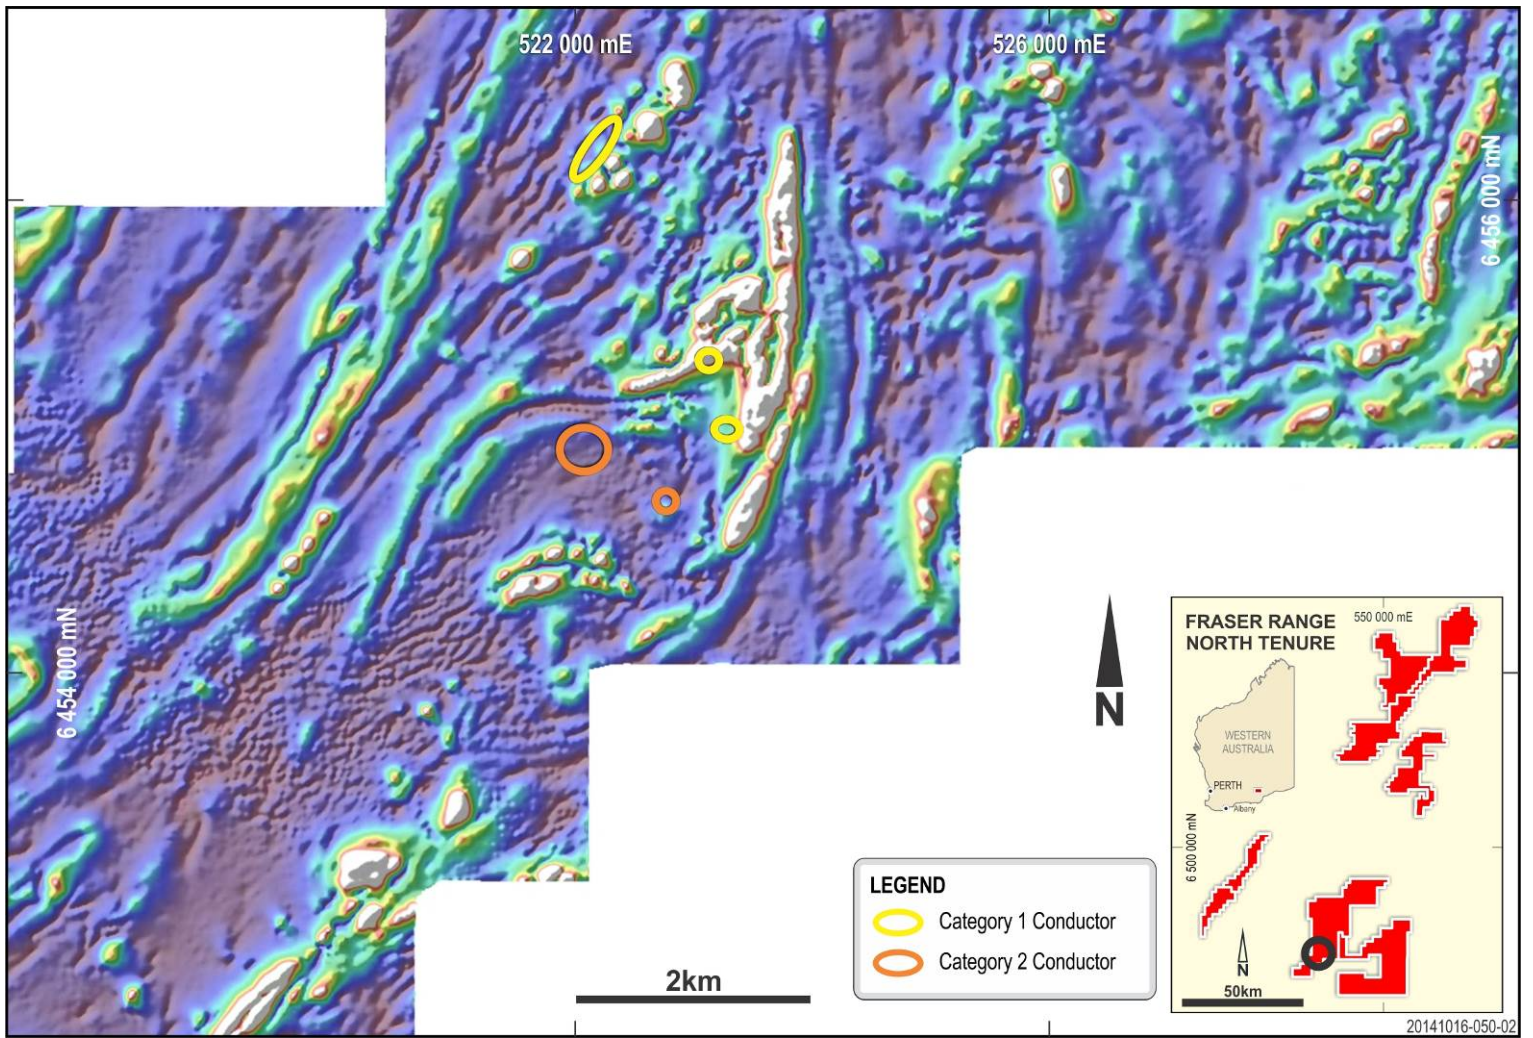 522 000 mE
526 000 mE
6 456 000 mN
6 454 000 mN
N
FRASER RANGE
NORTH TENURE
550 000 mE
WESTERN
AUSTRALIA
PERTH
Albany
6 500 000 mN
N
50km
LEGEND
Category 1 Conductor
Category 2 Conductor
2km
20141016-050-02